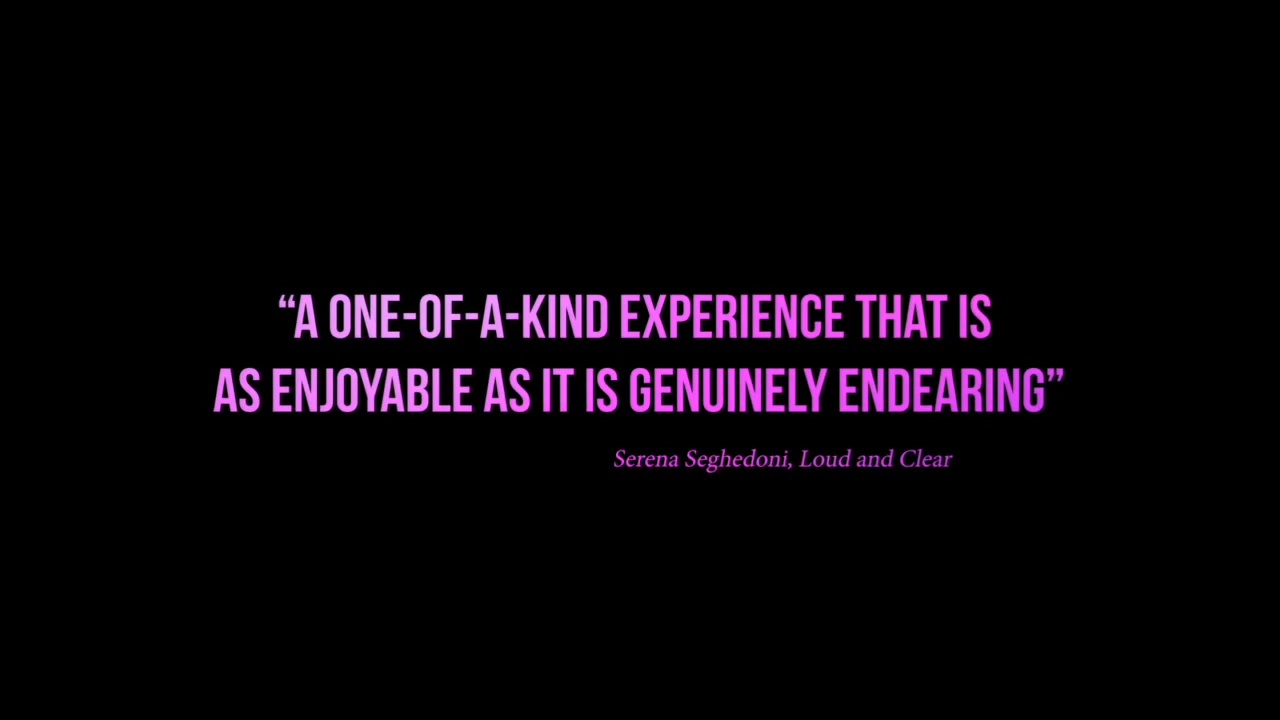 “A ONE-OF-A-KIND EXPERIENCE THAT IS
AS ENJOYABLE AS IT IS GENUINELY ENDEARING”
Serena Seghedoni, Loud and Clear